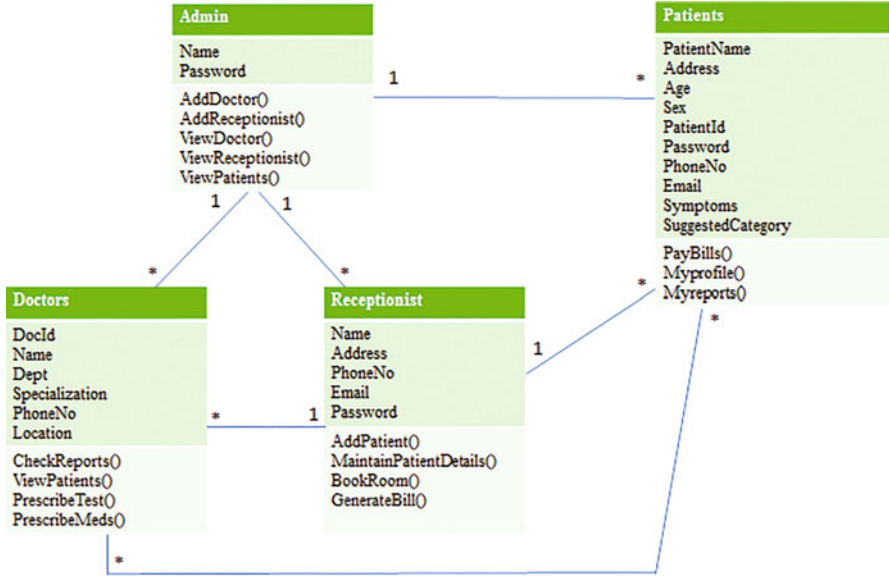 Admin
Name
Password
AddDoctor()
AddReceptionist()
ViewDoctor()
ViewReceptionist()
ViewPatients()
1
*
1
1
*
*
Patients
PatientName
Address
Age
Sex
PatientId
Password
PhoneNo
Email
Symptoms
SuggestedCategory
PayBills()
Myprofile()
Myreports()
Doctors
DocId
Name
Dept
Specialization
PhoneNo
Location
CheckReports()
ViewPatients()
PrescribeTest()
PrescribeMeds()
*
1
Receptionist
Name
Address
PhoneNo
Email
Password
AddPatient()
MaintainPatientDetails()
BookRoom()
GenerateBill()
1
*
*
*